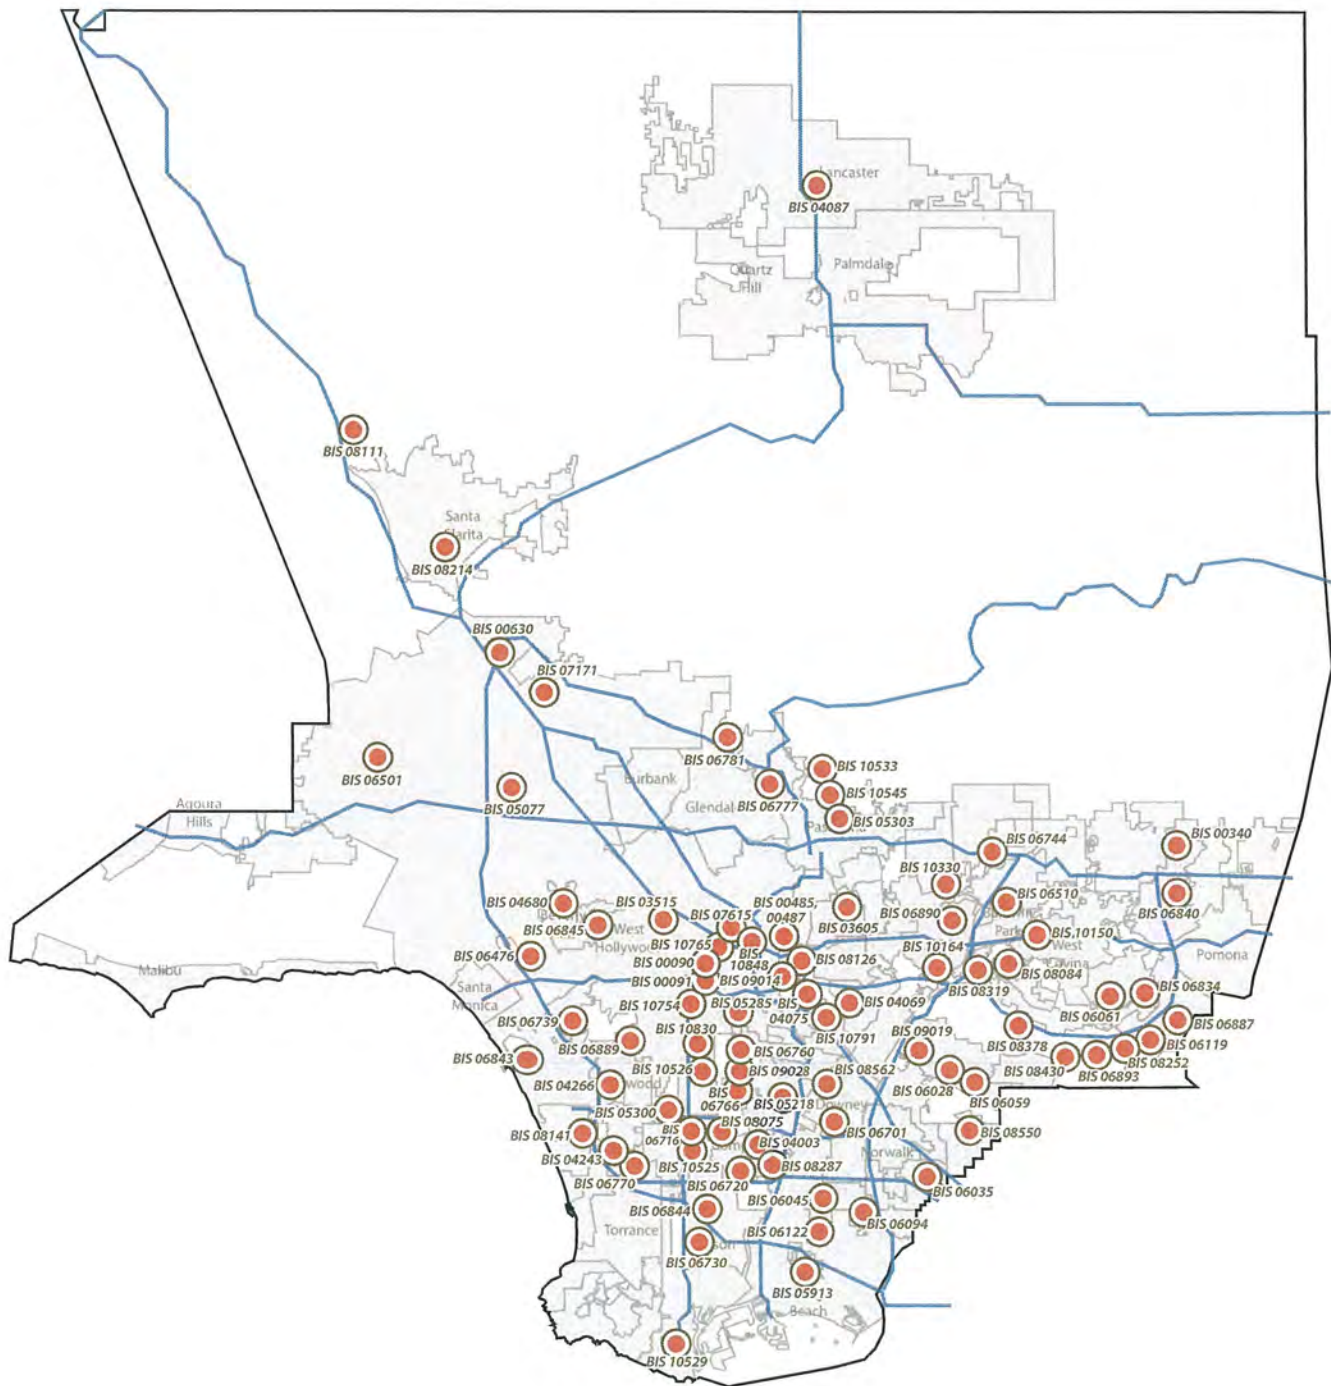 Lancaster
BIS 04087
Quartz
Hill
Palmdale
BIS 08111
Santa
Clarita
BIS 08214
BIS 00630
BIS 07171
BIS 06781
BIS 06501
BIS 05077
Burbank
Glendal
BIS 06777
BIS 10533
BIS 10545
BIS 05303
Agoura
Hills
BIS 06744
BIS 00340
BIS 10330
BIS 06510
BIS 06840
BIS 04680
BIS 03515
BIS 07615
BIS 00485,
00487
BIS 03605
BIS 06890
BIS 06845
West
Hollywood
BIS 10765
BIS
10848
BIS 10164
Park
BIS 10150
West
Covina
Pomona
BIS 06476
BIS 00090
BIS 08126
BIS 08084
Malibu
Santa
Monica
BIS 00091
BIS 09014
BIS 08319
BIS 06834
BIS 10754
BIS 05285
BIS
04075
BIS 04069
BIS 06061
BIS 06739
BIS 10830
BIS 10791
BIS 09019
BIS 08378
BIS 06887
BIS 06119
BIS 06843
BIS 06889
BIS 06760
BIS 08430
BIS 06893
BIS 08252
BIS 04266
BIS 10526
BIS 09028
BIS 08562
BIS 06028
BIS 06059
BIS 05300
BIS
06766
BIS 05218
Downey
BIS 08141
BIS
06716
BIS 08075
BIS 06701
BIS 08550
BIS 04243
BIS 04003
Norwalk
BIS 06770
BIS 10525
BIS 08287
BIS 06720
BIS 06045
BIS 06035
BIS 06844
BIS 06094
Torrance
BIS 06122
BIS 06730
BIS 05913
Beach
BIS 10529